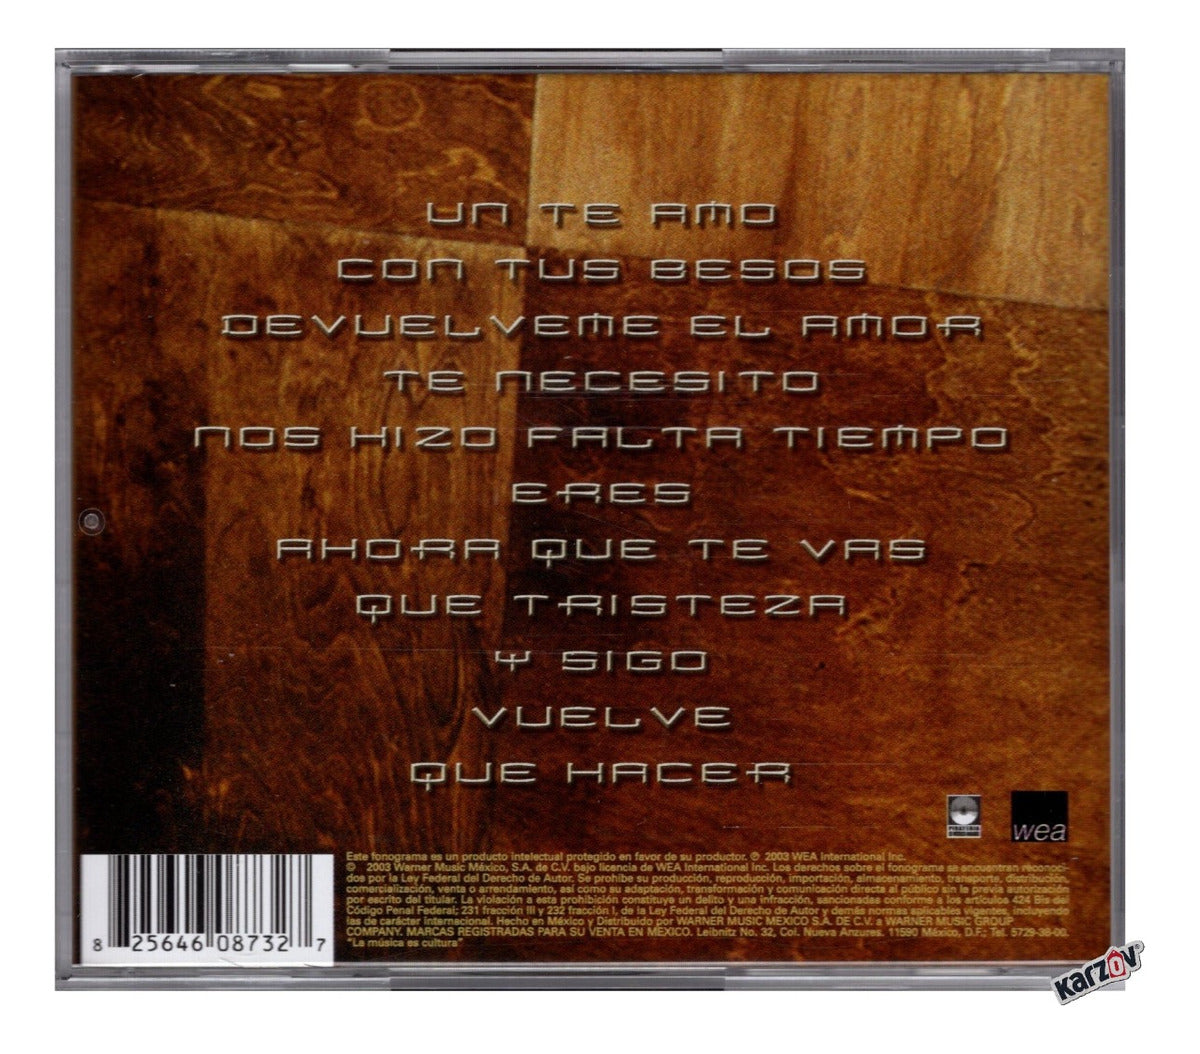 UN TE AMO
CON TUS BESOS
DEVUELVEME EL AMOR
TE NECESITO
NOS HIZO FALTA TIEMPO
ERES
AHORA QUE TE VAS
QUE TRISTEZA
Y SIGO
VUELVE
QUE HACER
wea
Este fonograma es un producto intelectual protegido en favor de su productor. ℗ 2003 WEA International Inc.
© 2003 Warner Music México, S.A. de C.V. bajo licencia de WEA International Inc. Los derechos sobre el fonograma se encuentran reconoci-
dos por la Ley Federal del Derecho de Autor. Se prohibe su producción, reproducción, importación, almacenamiento, transporte, distribución
comercialización, venta o arrendamiento, así como su adaptación, transformación y comunicación directa al público sin la previa autorización
por escrito del titular. La violación a esta prohibición constituye un delito y una infracción, sancionadas conforme a los artículos 424 Bis del
Código Penal Federal; 231 fracción III y 232 fracción I, de la Ley Federal del Derecho de Autor y demás normas aplicables vigentes, incluyendo
las de carácter internacional. Hecho en México y Distribuido por WARNER MUSIC MEXICO S.A. DE C.V. a WARNER MUSIC GROUP
COMPANY. MARCAS REGISTRADAS PARA SU VENTA EN MEXICO. Leibnitz No. 32, Col. Nueva Anzures. 11590 México, D.F.; Tel. 5729-38-00.
"La música es cultura"
8 25646 08732 7
Karzov®